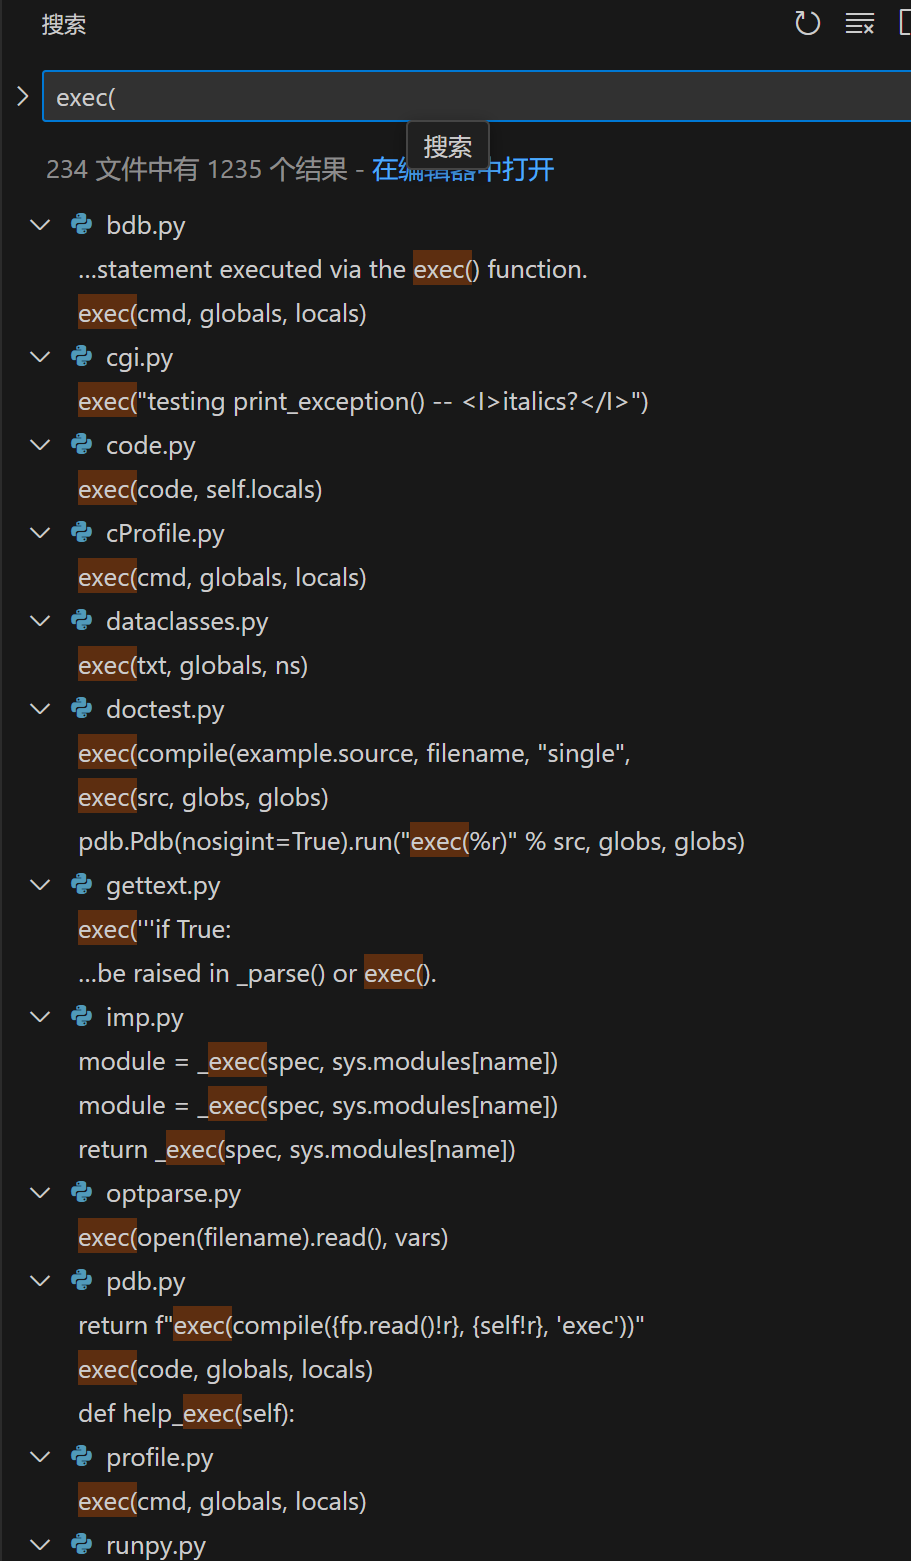 搜索
exec(
搜索
234 文件中有 1235 个结果 - 在编辑器中打开
bdb.py
...statement executed via the exec() function.
exec(cmd, globals, locals)
cgi.py
exec("testing print_exception() -- <I>italics?</I>")
code.py
exec(code, self.locals)
cProfile.py
exec(cmd, globals, locals)
dataclasses.py
exec(txt, globals, ns)
doctest.py
exec(compile(example.source, filename, "single",
exec(src, globs, globs)
pdb.Pdb(nosigint=True).run("exec(%r)" % src, globs, globs)
gettext.py
exec('''if True:
...be raised in _parse() or exec().
imp.py
module = _exec(spec, sys.modules[name])
module = _exec(spec, sys.modules[name])
return _exec(spec, sys.modules[name])
optparse.py
exec(open(filename).read(), vars)
pdb.py
return f"exec(compile({fp.read()!r}, {self!r}, 'exec'))"
exec(code, globals, locals)
def help_exec(self):
profile.py
exec(cmd, globals, locals)
runpy.py